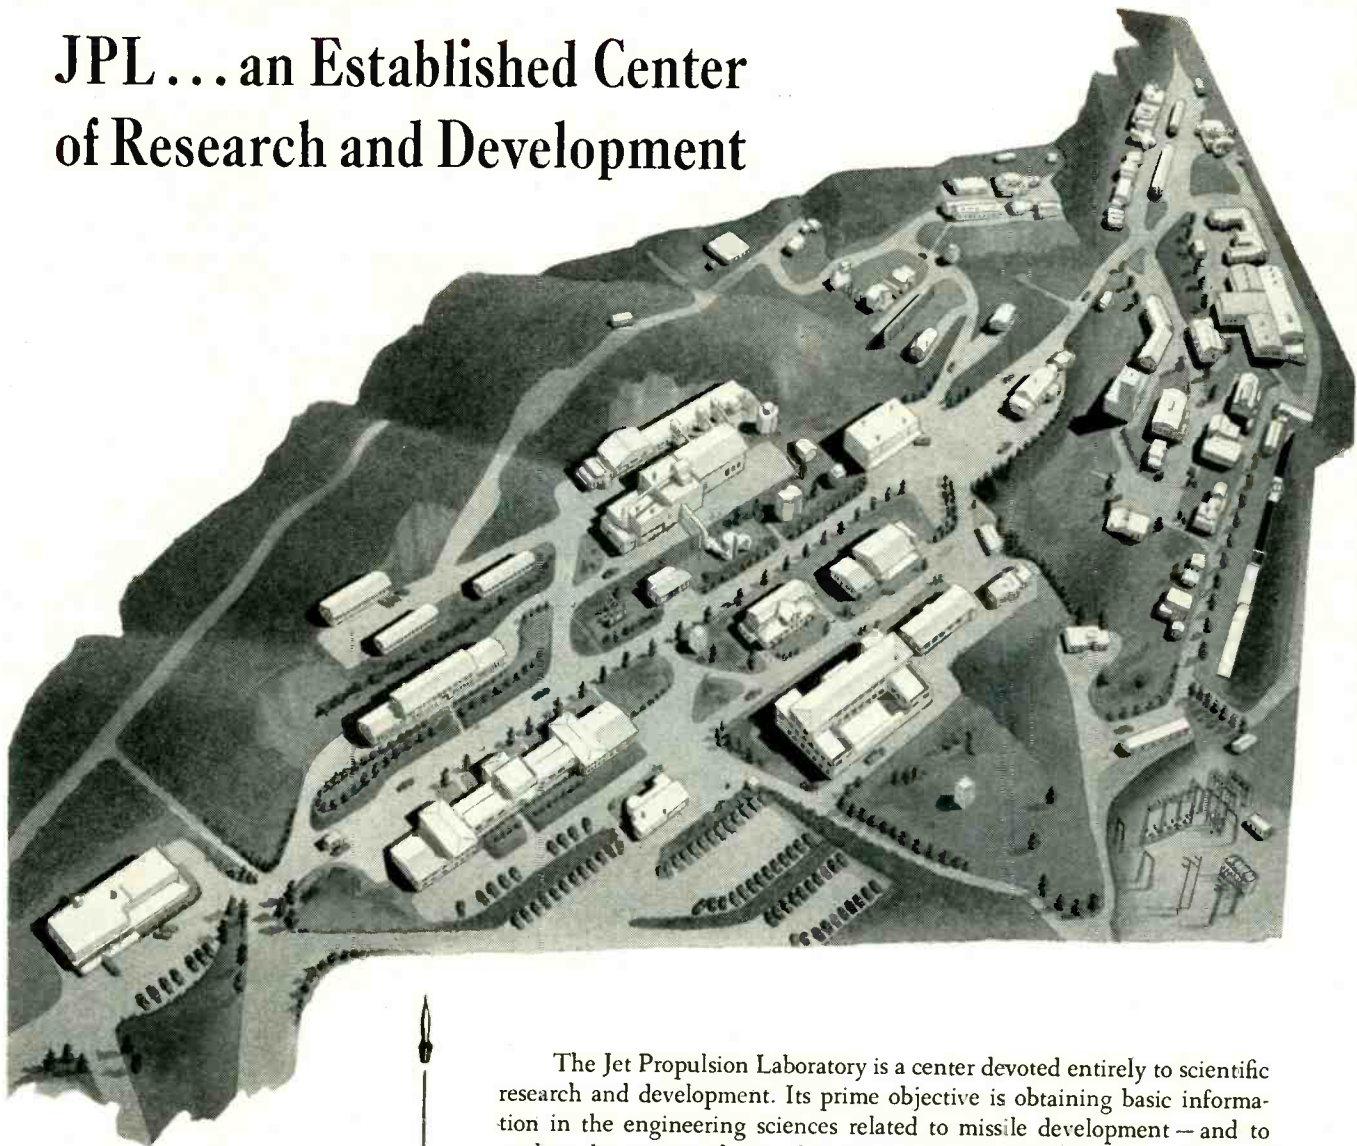 JPL...an Established Center
of Research and Development
The Jet Propulsion Laboratory is a center devoted entirely to scientific
research and development. Its prime objective is obtaining basic informa-
tion in the engineering sciences related to missile development — and to